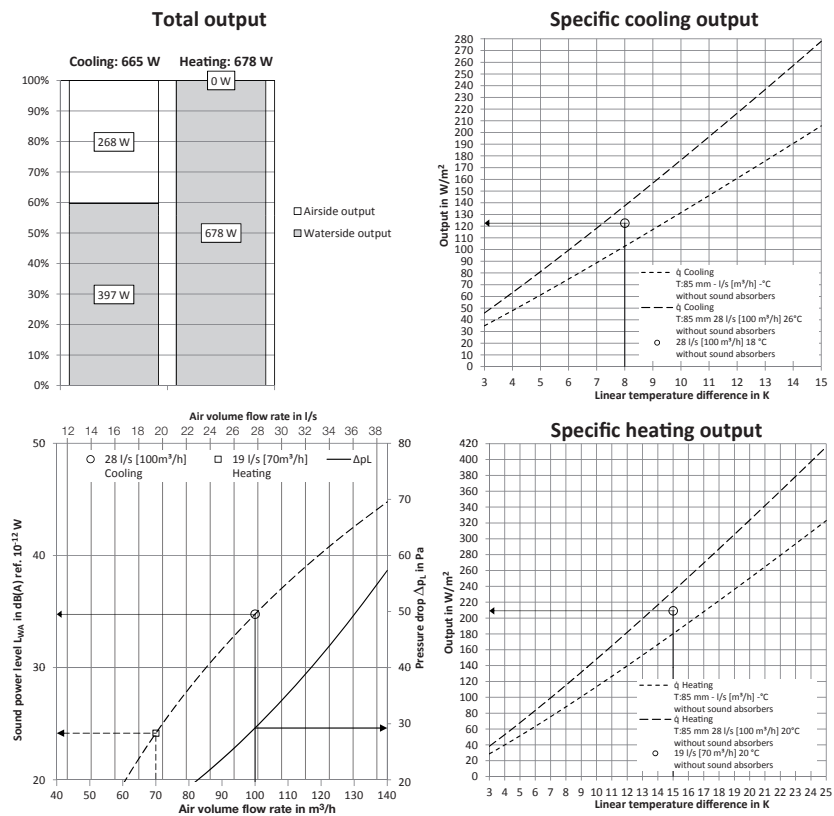 Total output
Cooling: 665 W Heating: 678 W
100%
90%
80%
70%
60%
50%
40%
30%
20%
10%
0%
0 W
268 W
678 W
397 W
Airside output
Waterside output
Specific cooling output
Output in W/m²
280
270
260
250
240
230
220
210
200
190
180
170
160
150
140
130
120
110
100
90
80
70
60
50
40
30
20
10
0
q̇ Cooling
T:85 mm - l/s [m³/h] -°C
without sound absorbers
q̇ Cooling
T:85 mm 28 l/s [100 m³/h] 26°C
without sound absorbers
28 l/s [100 m³/h] 18 °C
without sound absorbers
3 4 5 6 7 8 9 10 11 12 13 14 15
Linear temperature difference in K
Air volume flow rate in l/s
12 14 16 18 20 22 24 26 28 30 32 34 36 38
28 l/s [100m³/h]
Cooling
19 l/s [70m³/h]
Heating
ΔpL
Sound power level LWA in dB(A) ref. 10-12 W
50
40
30
20
Pressure drop ΔpL in Pa
80
70
60
50
40
30
20
40 50 60 70 80 90 100 110 120 130 140
Air volume flow rate in m³/h
Specific heating output
Output in W/m²
420
400
380
360
340
320
300
280
260
240
220
200
180
160
140
120
100
80
60
40
20
0
q̇ Heating
T:85 mm - l/s [m³/h] -°C
without sound absorbers
q̇ Heating
T:85 mm 28 l/s [100 m³/h] 20°C
without sound absorbers
19 l/s [70 m³/h] 20 °C
without sound absorbers
3 4 5 6 7 8 9 10 11 12 13 14 15 16 17 18 19 20 21 22 23 24 25
Linear temperature difference in K